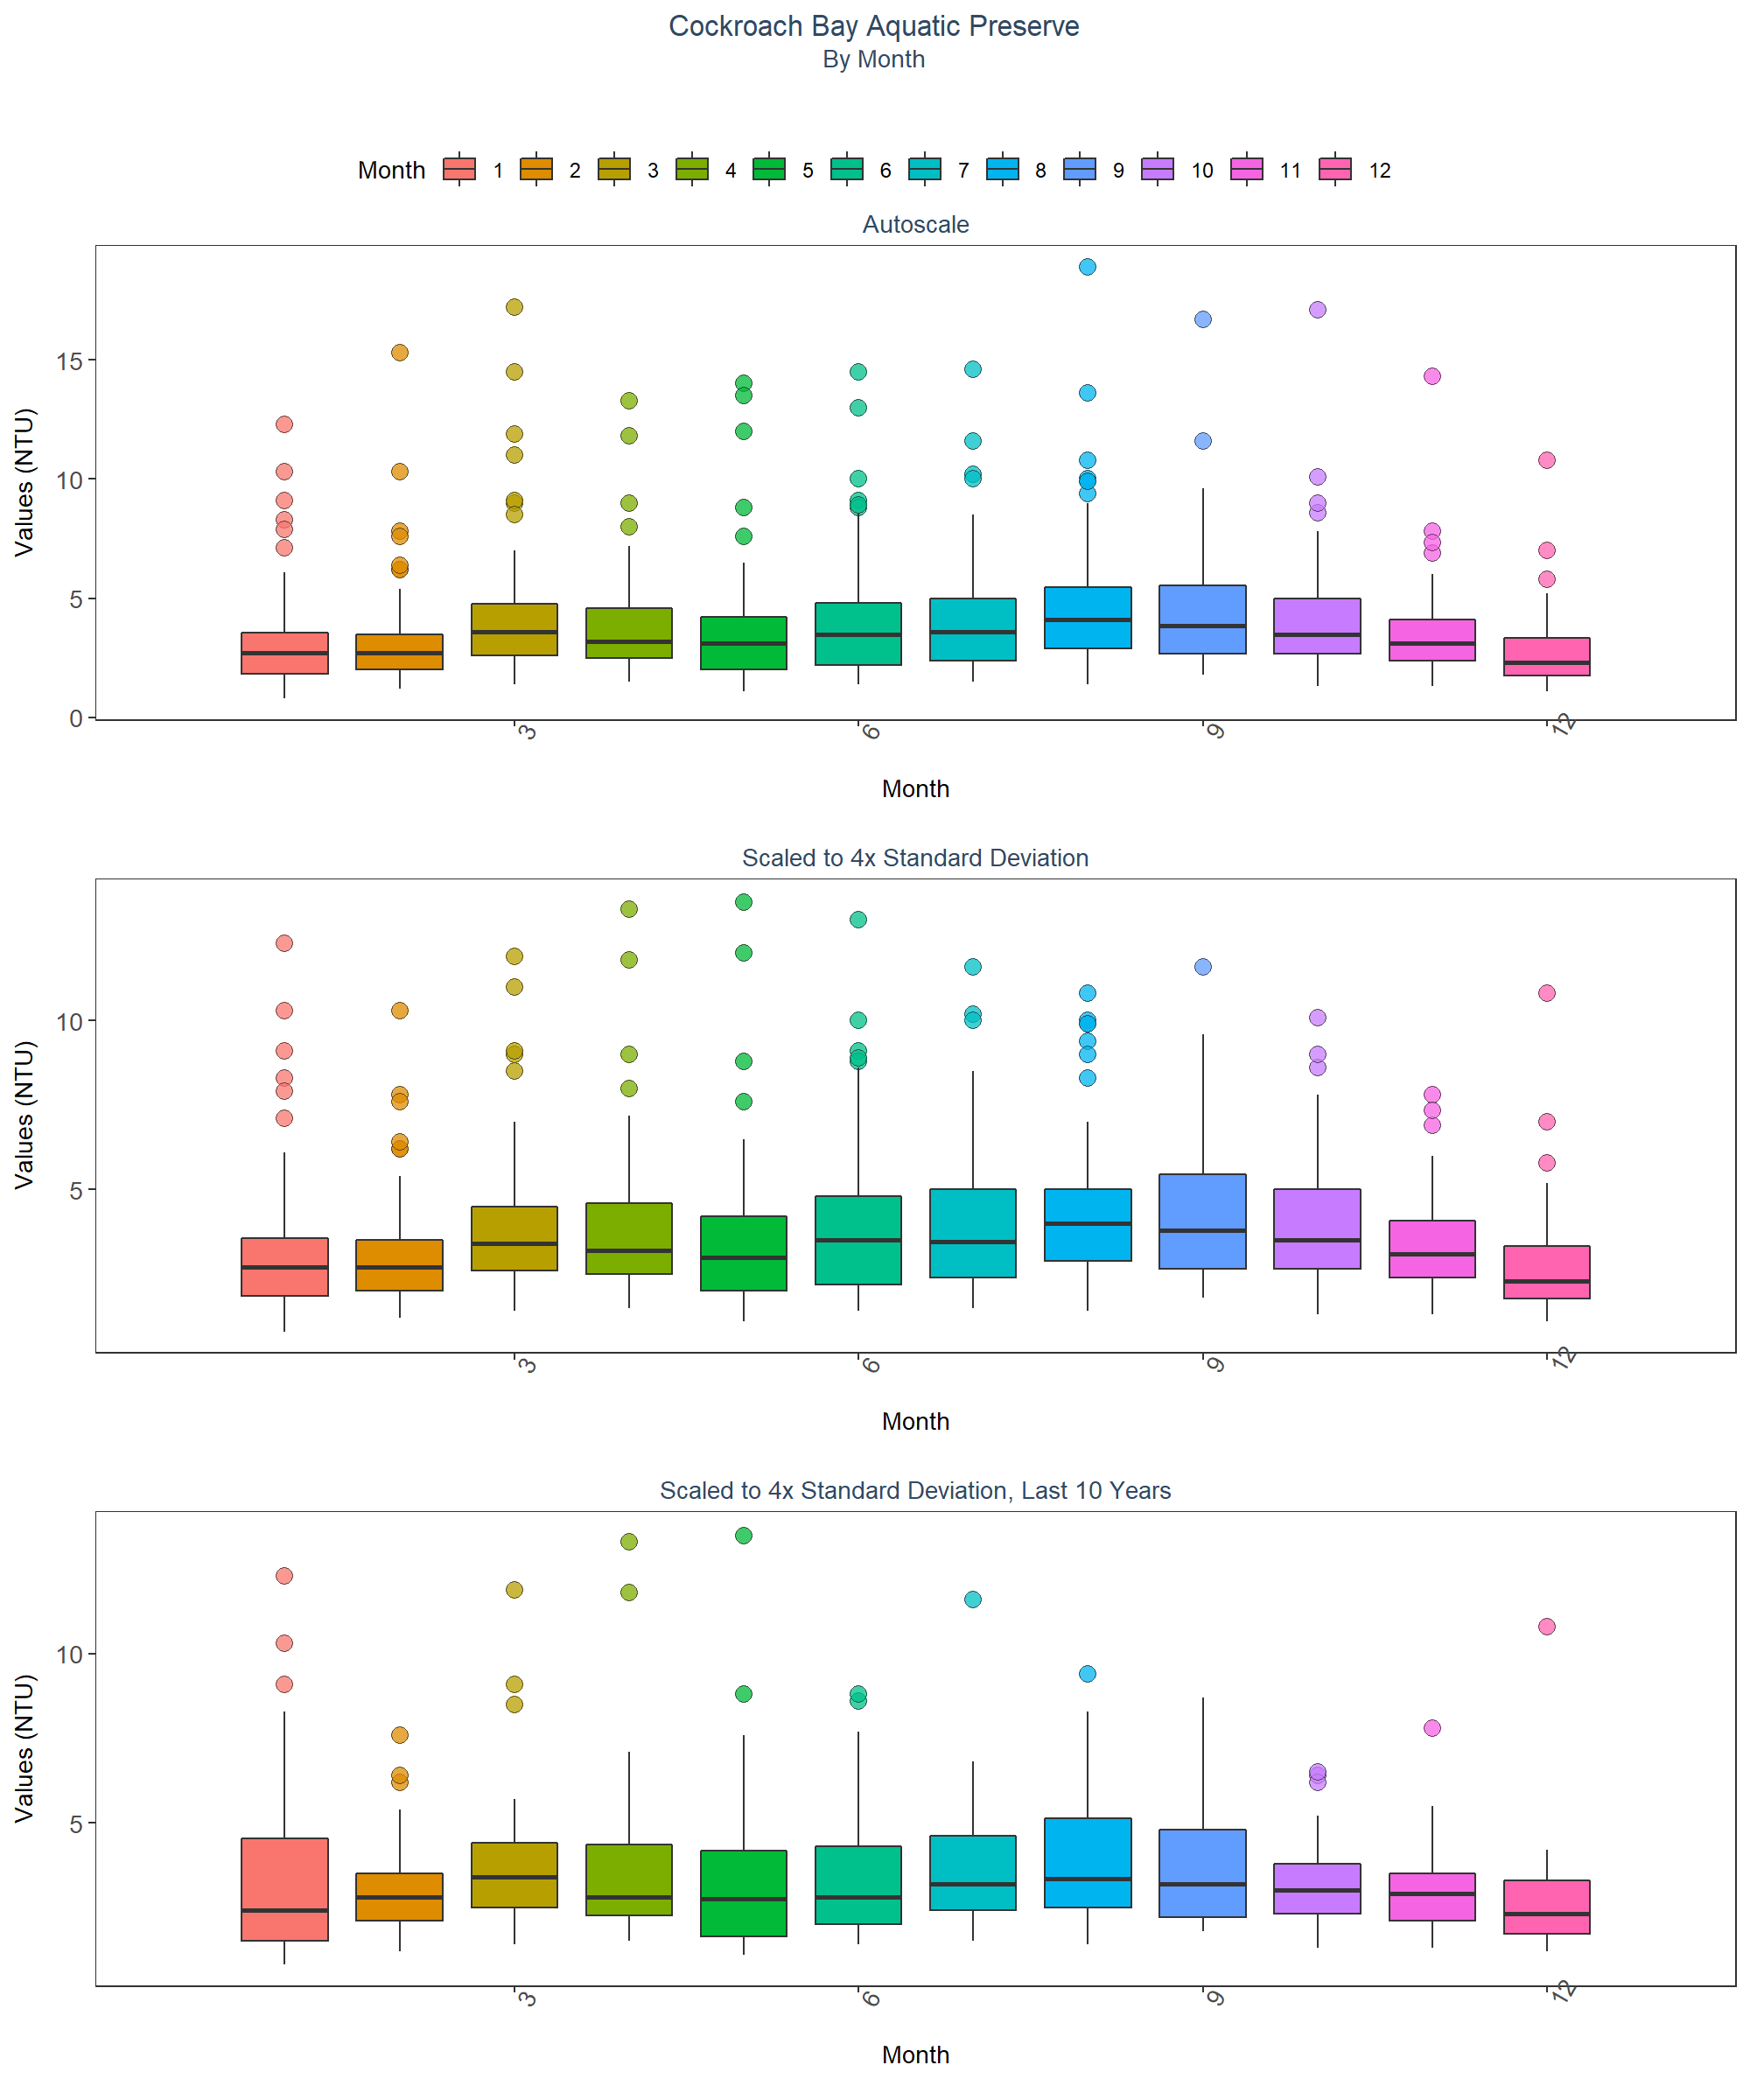 Cockroach Bay Aquatic Preserve
By Month
Month 1 2 3 4 5 6 7 8 9 10 11 12
Autoscale
Values (NTU)
15
10
5
0
3 6 9 12
Month
Scaled to 4x Standard Deviation
Values (NTU)
10
5
3 6 9 12
Month
Scaled to 4x Standard Deviation, Last 10 Years
Values (NTU)
10
5
3 6 9 12
Month